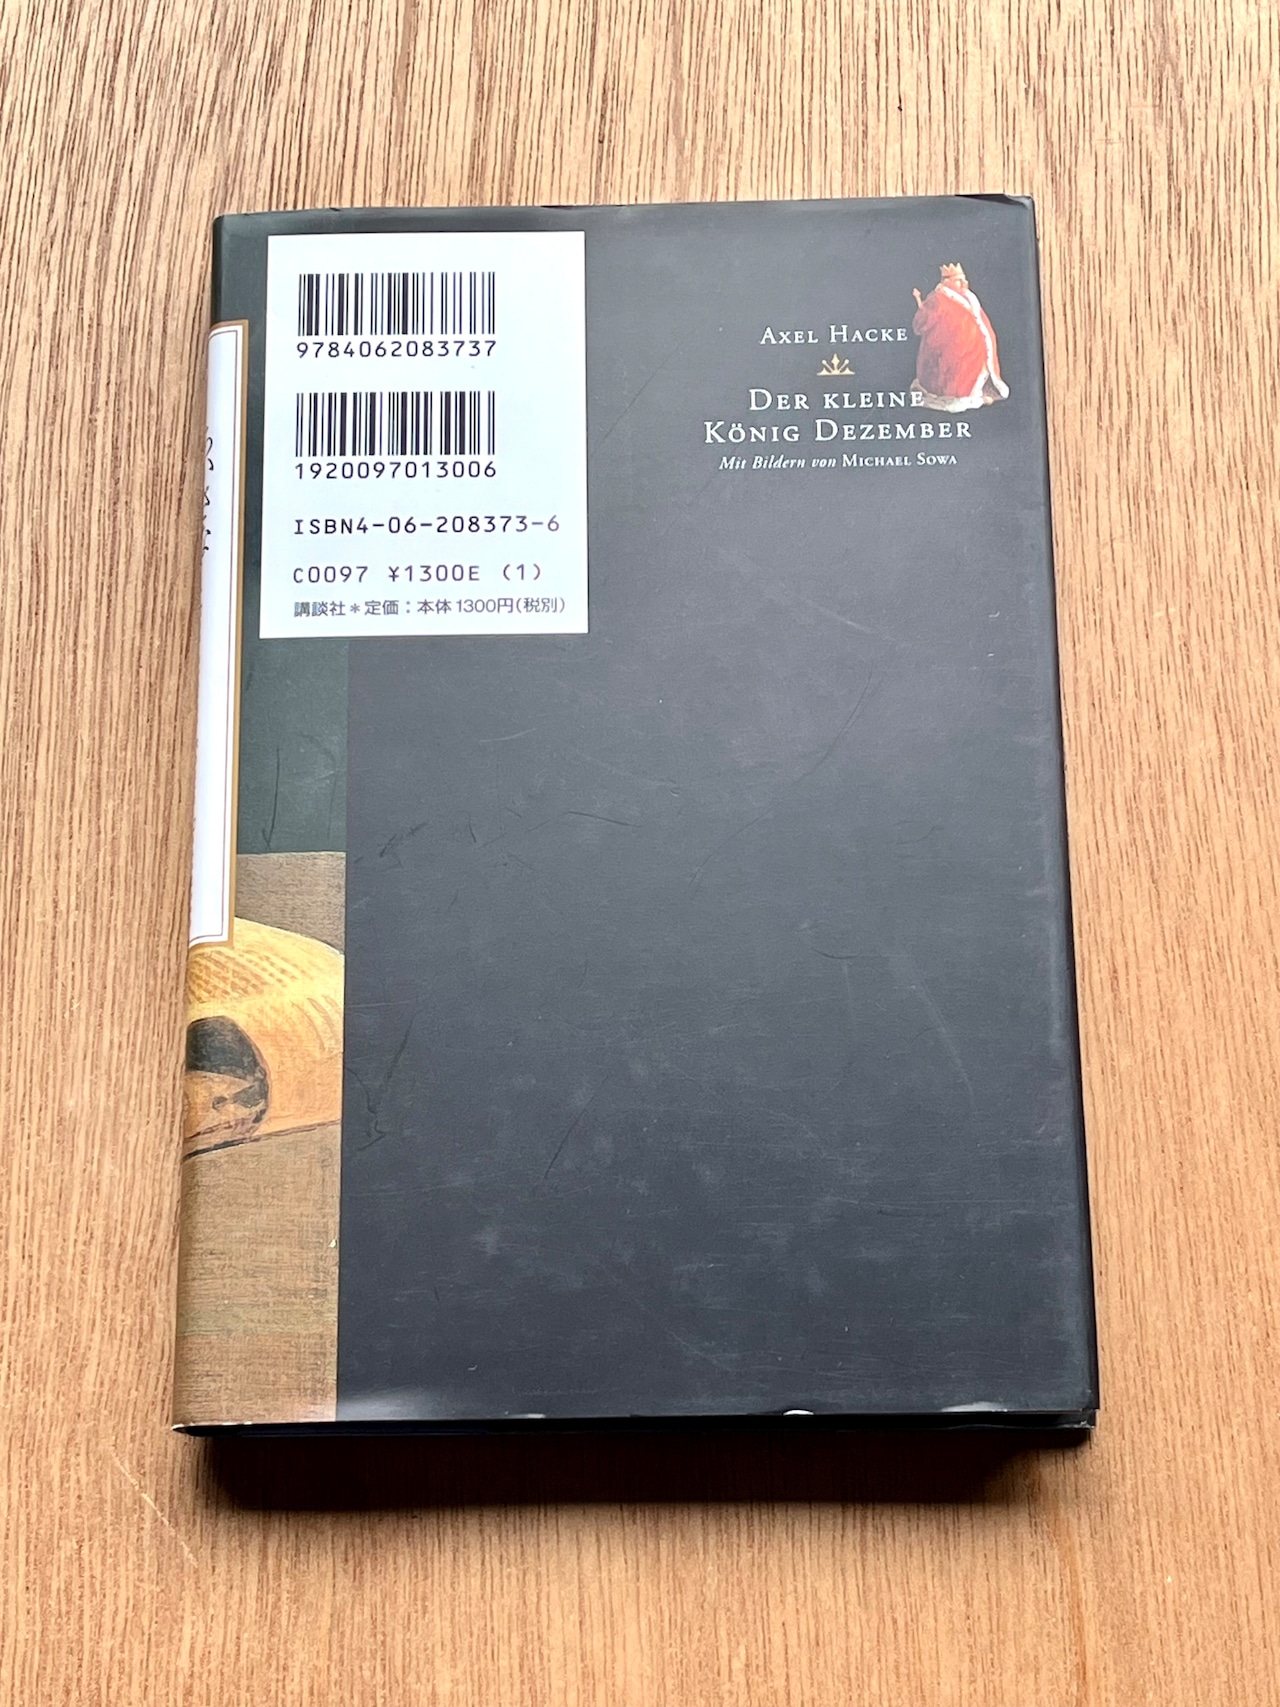 9784062083737
1920097013006
ISBN4-06-208373-6
C0097 ¥1300E (1)
講談社＊定価：本体1300円(税別)
AXEL HACKE
DER KLEINE
KÖNIG DEZEMBER
Mit Bildern von MICHAEL SOWA